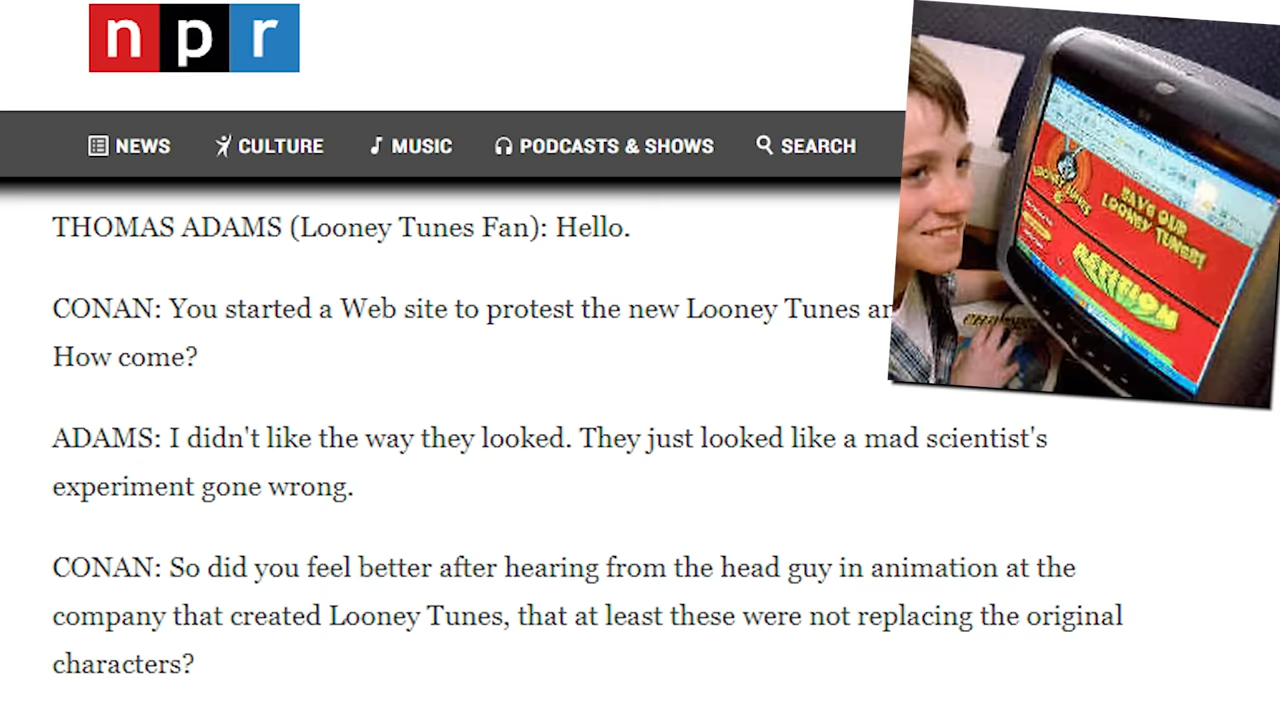 npr
NEWS CULTURE MUSIC PODCASTS & SHOWS SEARCH
THOMAS ADAMS (Looney Tunes Fan): Hello.
CONAN: You started a Web site to protest the new Looney Tunes
How come?
ADAMS: I didn't like the way they looked. They just looked like a mad scientist's
experiment gone wrong.
CONAN: So did you feel better after hearing from the head guy in animation at the
company that created Looney Tunes, that at least these were not replacing the original
characters?
LOONEY TUNES
SAVE OUR
LOONEY TUNES!
PETITION